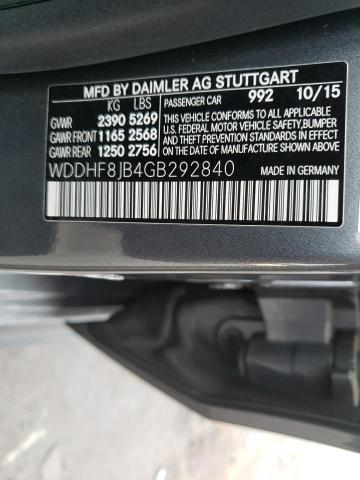 MFD BY DAIMLER AG STUTTGART
KG LBS PASSENGER CAR 992 10/15
GVWR 2390 5269 THIS VEHICLE CONFORMS TO ALL APPLICABLE
GAWR FRONT 1165 2568 U.S. FEDERAL MOTOR VEHICLE SAFETY, BUMPER,
GAWR REAR 1250 2756 AND THEFT PREVENTION STANDARDS IN EFFECT
ON THE DATE OF MANUFACTURE SHOWN ABOVE.
WDDHF8JB4GB292840 MADE IN GERMANY